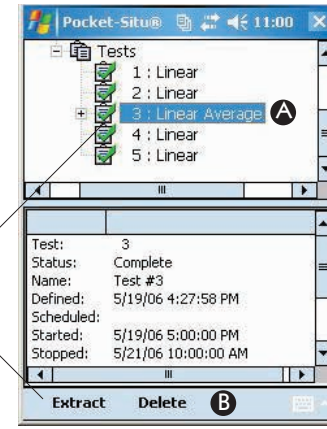 Pocket-Situ® 11:00
Tests
1 : Linear
2 : Linear
3 : Linear Average A
4 : Linear
5 : Linear
Test: 3
Status: Complete
Name: Test #3
Defined: 5/19/06 4:27:58 PM
Scheduled:
Started: 5/19/06 5:00:00 PM
Stopped: 5/21/06 10:00:00 AM
Extract Delete B